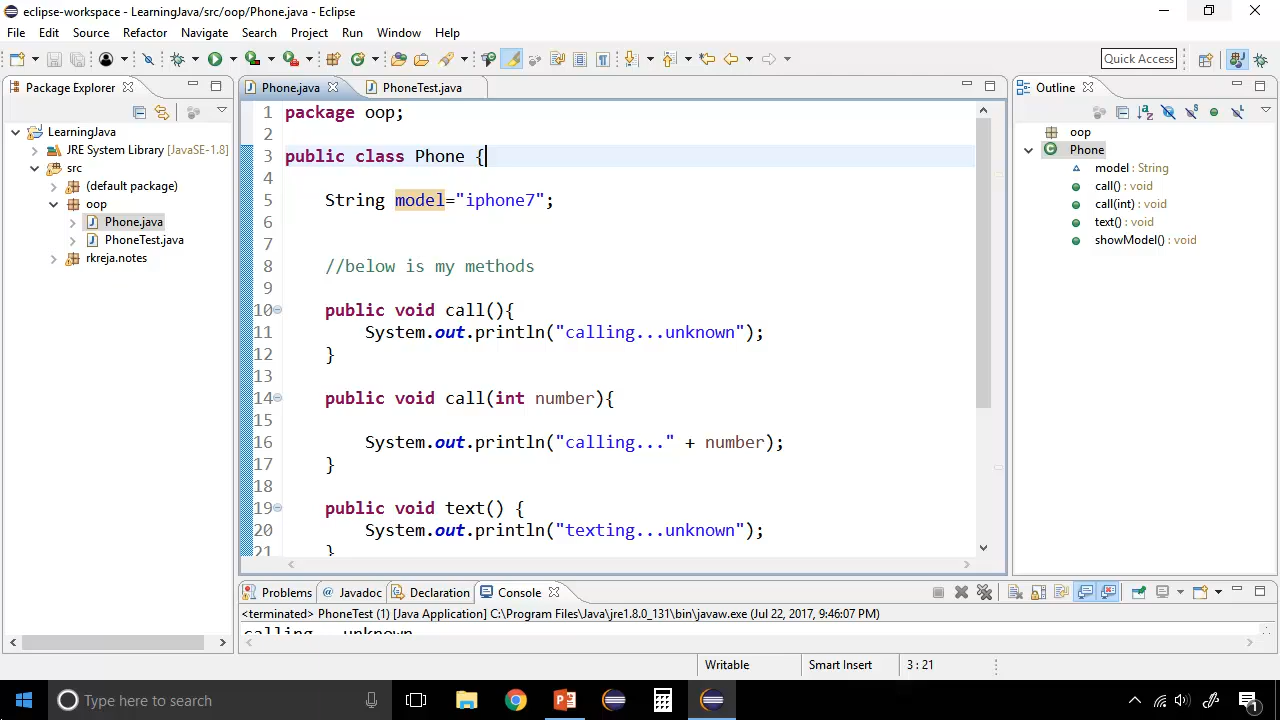 eclipse-workspace - LearningJava/src/oop/Phone.java - Eclipse
File Edit Source Refactor Navigate Search Project Run Window Help
Quick Access
Package Explorer
LearningJava
JRE System Library [JavaSE-1.8]
src
(default package)
oop
Phone.java
PhoneTest.java
rkreja.notes
Phone.java PhoneTest.java
1 package oop;
2
3 public class Phone {
4
5 String model="iphone7";
6
7
8 //below is my methods
9
10 public void call(){
11 System.out.println("calling...unknown");
12 }
13
14 public void call(int number){
15
16 System.out.println("calling..." + number);
17 }
18
19 public void text() {
20 System.out.println("texting...unknown");
21 }
Outline
oop
Phone
model : String
call() : void
call(int) : void
text() : void
showModel() : void
Problems @ Javadoc Declaration Console
<terminated> PhoneTest (1) [Java Application] C:\Program Files\Java\jre1.8.0_131\bin\javaw.exe (Jul 22, 2017, 9:46:07 PM)
calling...unknown
Writable Smart Insert 3 : 21
Type here to search
1